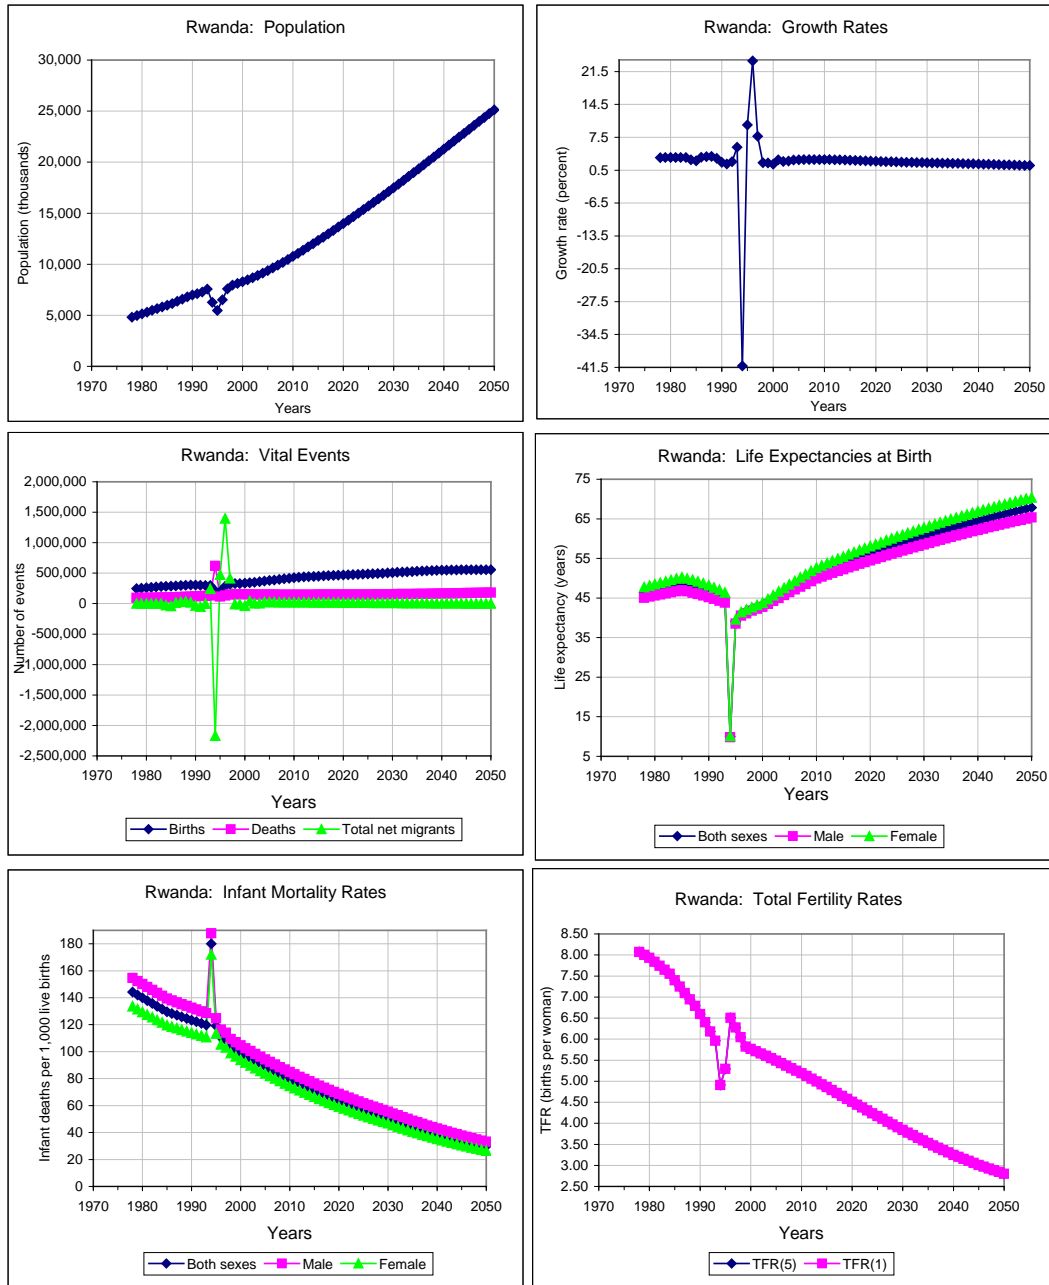 Rwanda: Population
30,000
25,000
20,000
15,000
10,000
5,000
0
Population (thousands)
1970 1980 1990 2000 2010 2020 2030 2040 2050
Years
Rwanda: Growth Rates
21.5
14.5
7.5
0.5
-6.5
-13.5
-20.5
-27.5
-34.5
-41.5
Growth rate (percent)
1970 1980 1990 2000 2010 2020 2030 2040 2050
Years
Rwanda: Vital Events
2,000,000
1,500,000
1,000,000
500,000
0
-500,000
-1,000,000
-1,500,000
-2,000,000
-2,500,000
Number of events
1970 1980 1990 2000 2010 2020 2030 2040 2050
Years
Births Deaths Total net migrants
Rwanda: Life Expectancies at Birth
75
65
55
45
35
25
15
5
Life expectancy (years)
1970 1980 1990 2000 2010 2020 2030 2040 2050
Years
Both sexes Male Female
Rwanda: Infant Mortality Rates
180
160
140
120
100
80
60
40
20
0
Infant deaths per 1,000 live births
1970 1980 1990 2000 2010 2020 2030 2040 2050
Years
Both sexes Male Female
Rwanda: Total Fertility Rates
8.50
8.00
7.50
7.00
6.50
6.00
5.50
5.00
4.50
4.00
3.50
3.00
2.50
TFR (births per woman)
1970 1980 1990 2000 2010 2020 2030 2040 2050
Years
TFR(5) TFR(1)